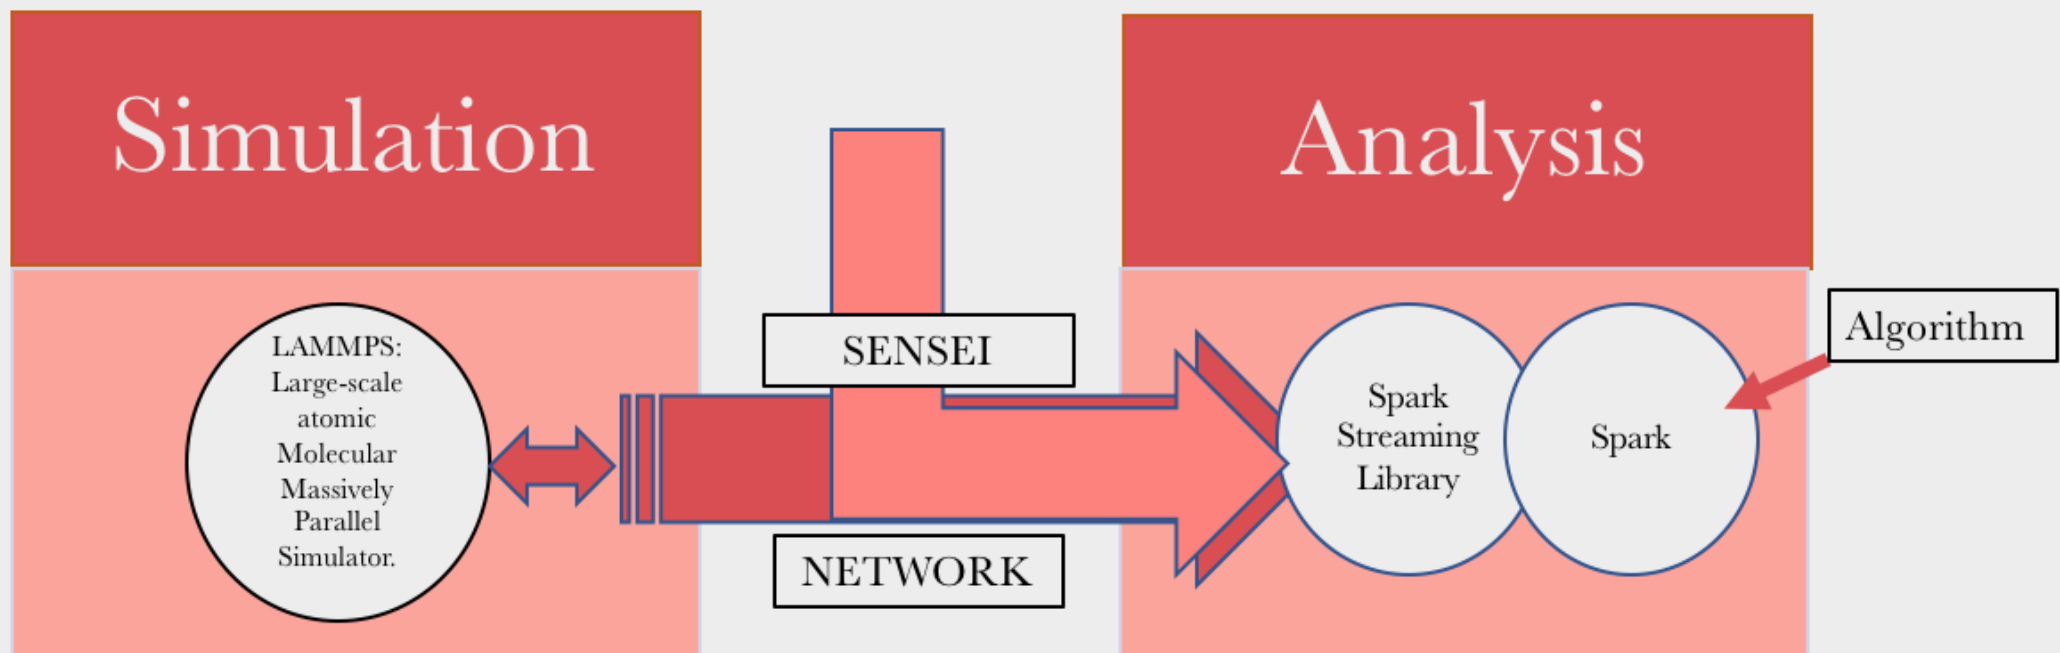 Simulation
Analysis
LAMMPS:
Large-scale
atomic
Molecular
Massively
Parallel
Simulator.
SENSEI
NETWORK
Spark
Streaming
Library
Spark
Algorithm